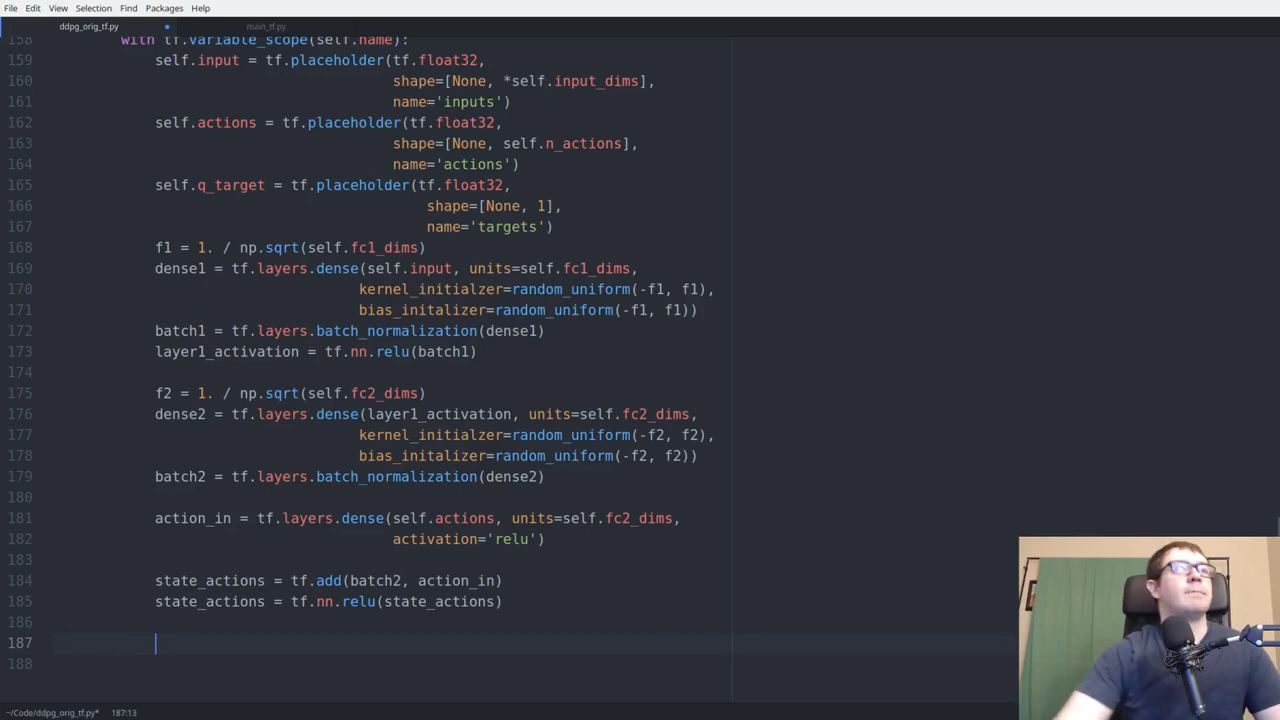 File Edit View Selection Find Packages Help
ddpg_orig_tf.py main_tf.py
158 with tf.variable_scope(self.name):
159 self.input = tf.placeholder(tf.float32,
160 shape=[None, *self.input_dims],
161 name='inputs')
162 self.actions = tf.placeholder(tf.float32,
163 shape=[None, self.n_actions],
164 name='actions')
165 self.q_target = tf.placeholder(tf.float32,
166 shape=[None, 1],
167 name='targets')
168 f1 = 1. / np.sqrt(self.fc1_dims)
169 dense1 = tf.layers.dense(self.input, units=self.fc1_dims,
170 kernel_initialzer=random_uniform(-f1, f1),
171 bias_initalizer=random_uniform(-f1, f1))
172 batch1 = tf.layers.batch_normalization(dense1)
173 layer1_activation = tf.nn.relu(batch1)
174
175 f2 = 1. / np.sqrt(self.fc2_dims)
176 dense2 = tf.layers.dense(layer1_activation, units=self.fc2_dims,
177 kernel_initialzer=random_uniform(-f2, f2),
178 bias_initalizer=random_uniform(-f2, f2))
179 batch2 = tf.layers.batch_normalization(dense2)
180
181 action_in = tf.layers.dense(self.actions, units=self.fc2_dims,
182 activation='relu')
183
184 state_actions = tf.add(batch2, action_in)
185 state_actions = tf.nn.relu(state_actions)
186
187
188
~/Code/ddpg_orig_tf.py* 187:13